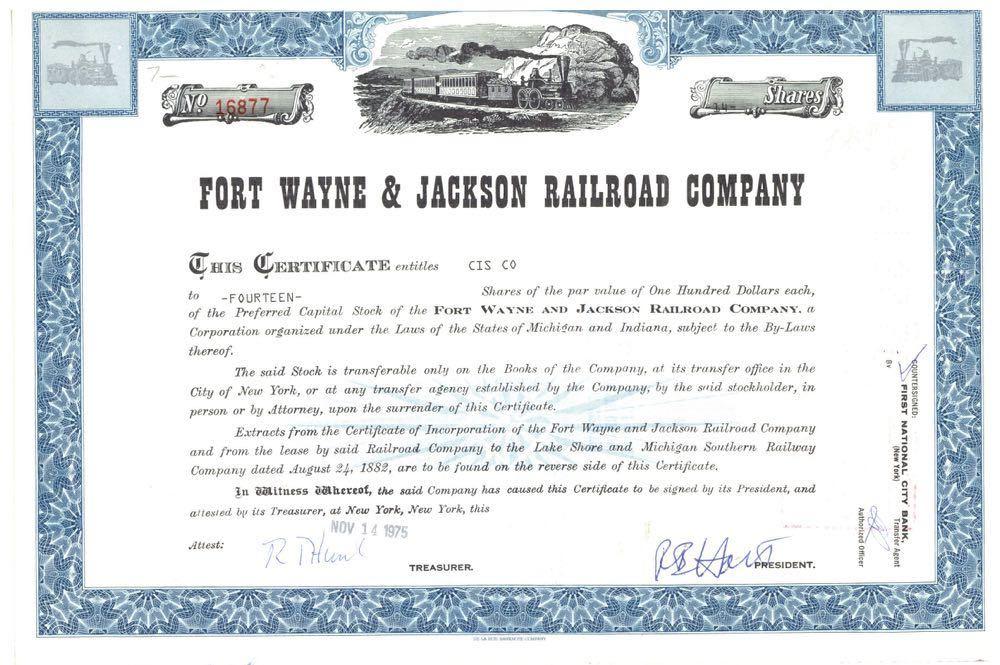 No 16877
-14- Shares
FORT WAYNE & JACKSON RAILROAD COMPANY
THIS CERTIFICATE entitles CIS CO
to -FOURTEEN- Shares of the par value of One Hundred Dollars each,
of the Preferred Capital Stock of the FORT WAYNE AND JACKSON RAILROAD COMPANY, a
Corporation organized under the Laws of the States of Michigan and Indiana, subject to the By-Laws
thereof.
The said Stock is transferable only on the Books of the Company, at its transfer office in the
City of New York, or at any transfer agency established by the Company, by the said stockholder, in
person or by Attorney, upon the surrender of this Certificate.
Extracts from the Certificate of Incorporation of the Fort Wayne and Jackson Railroad Company
and from the lease by said Railroad Company to the Lake Shore and Michigan Southern Railway
Company dated August 24, 1882, are to be found on the reverse side of this Certificate.
In Witness Whereof, the said Company has caused this Certificate to be signed by its President, and
attested by its Treasurer, at New York, New York, this
NOV 14 1975
Attest:
TREASURER.
PRESIDENT.
COUNTERSIGNED:
FIRST NATIONAL CITY BANK,
(New York) Transfer Agent
By
Authorized Officer
DE LA RUE BANKNOTE COMPANY